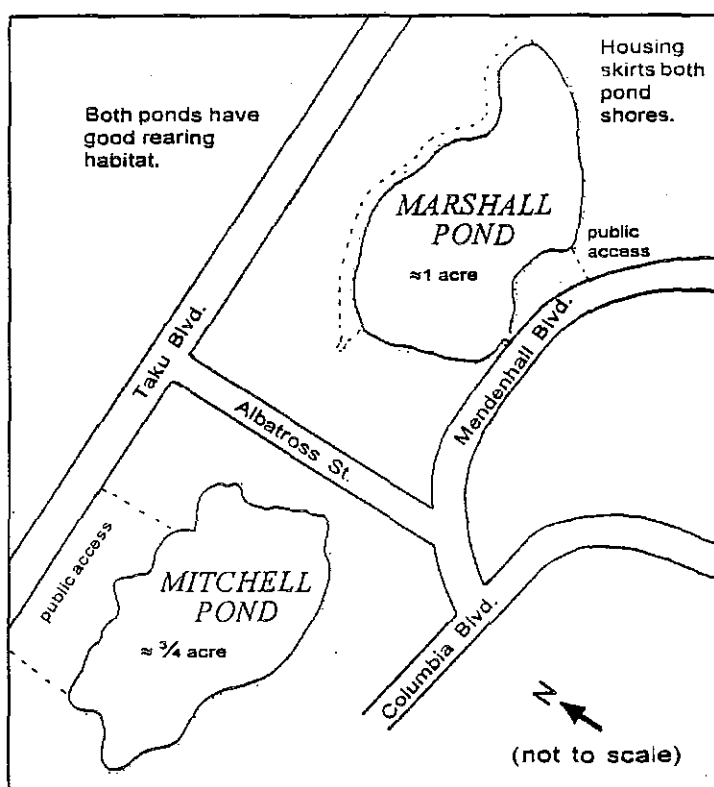 Both ponds have
good rearing
habitat.
Housing
skirts both
pond
shores.
MARSHALL
POND
≈1 acre
public
access
Taku Blvd.
Mendenhall Blvd.
Albatross St.
public access
MITCHELL
POND
≈ ¾ acre
Columbia Blvd.
N
(not to scale)